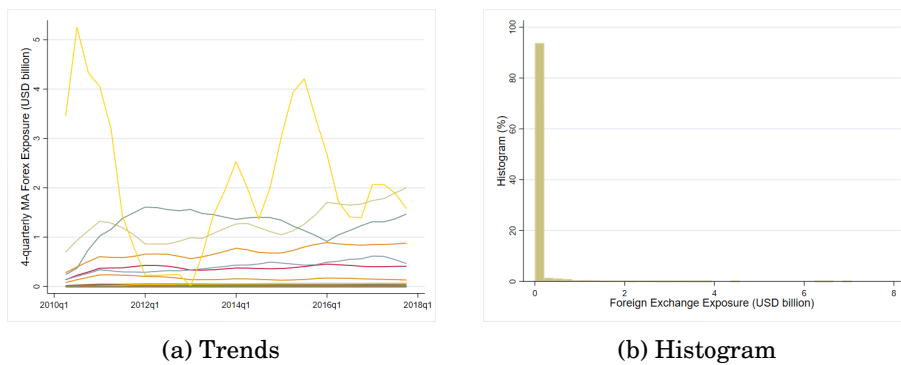 4-quarterly MA Forex Exposure (USD billion)
5
4
3
2
1
0
2010q1 2012q1 2014q1 2016q1 2018q1
(a) Trends
Histogram (%)
100
80
60
40
20
0
0 2 4 6 8
Foreign Exchange Exposure (USD billion)
(b) Histogram